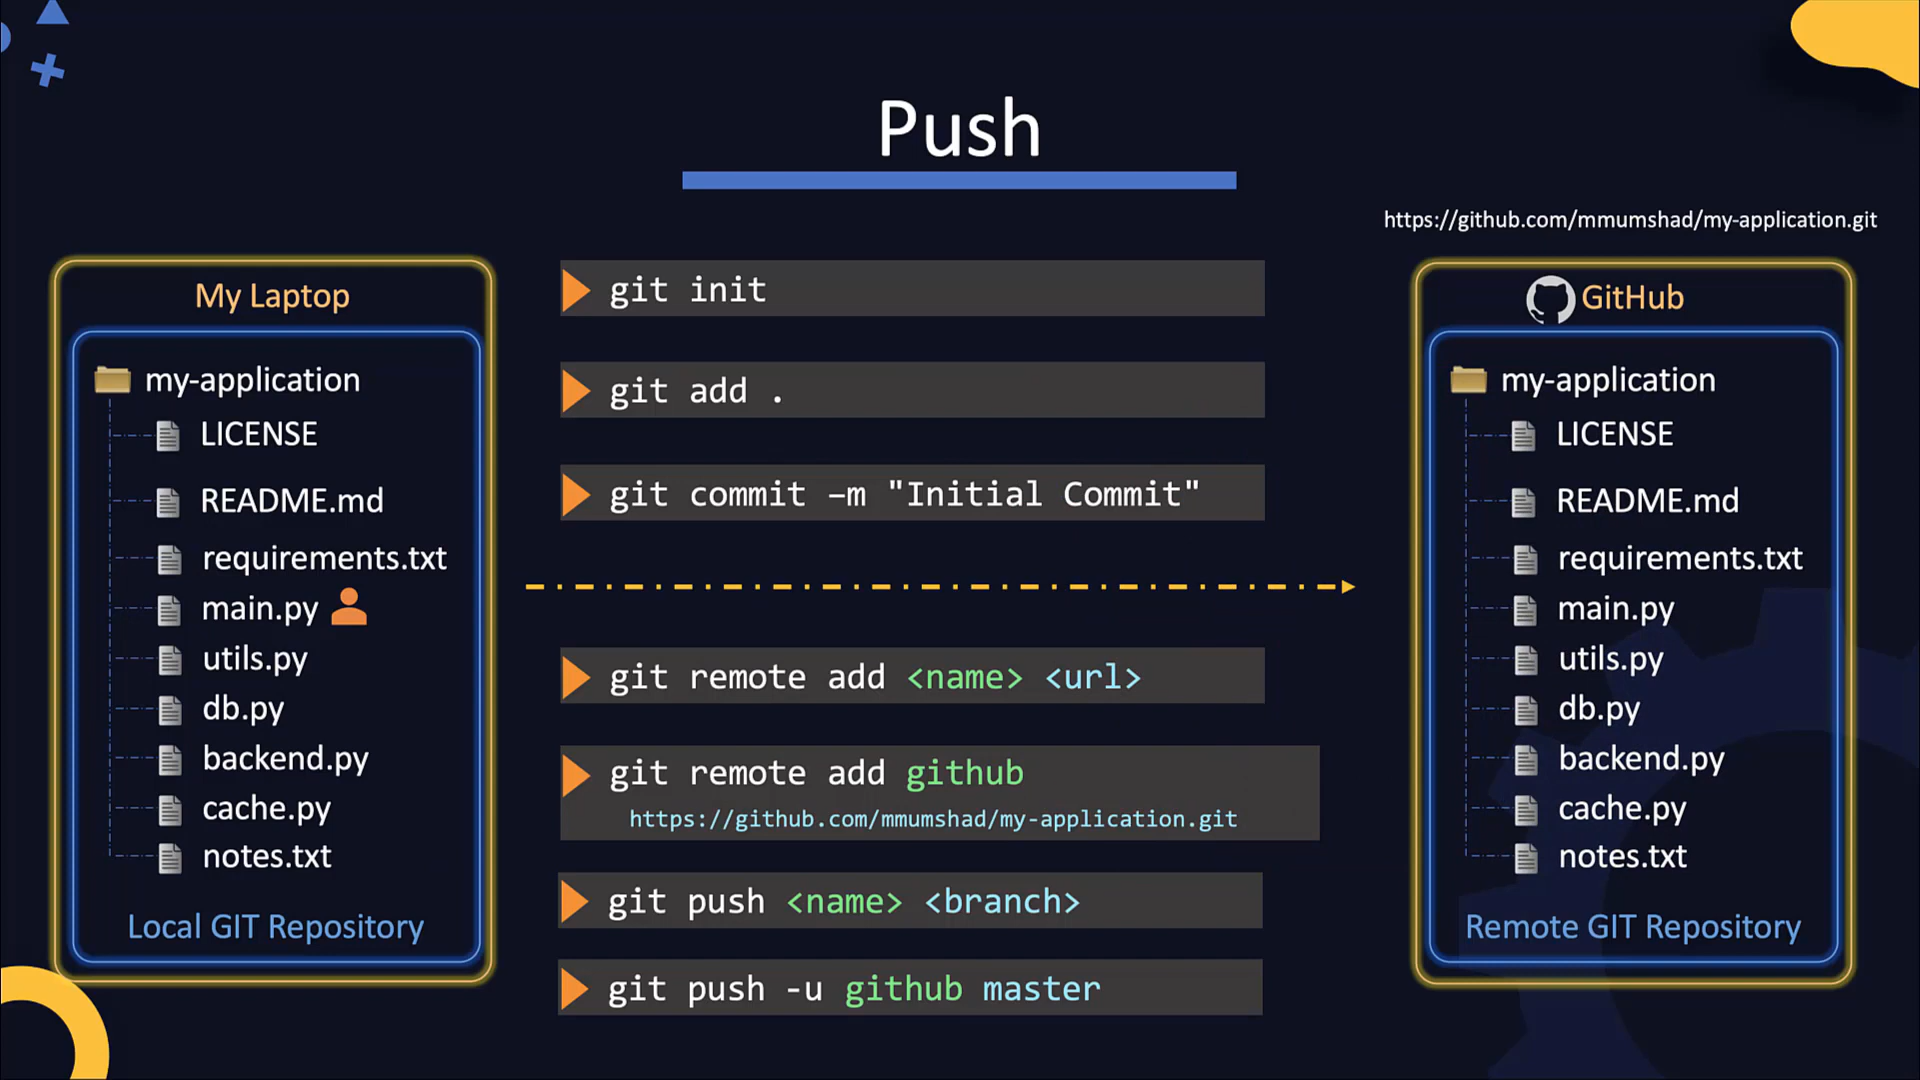 Push
https://github.com/mmumshad/my-application.git
My Laptop
my-application
LICENSE
README.md
requirements.txt
main.py
utils.py
db.py
backend.py
cache.py
notes.txt
Local GIT Repository
git init
git add .
git commit –m "Initial Commit"
git remote add <name> <url>
git remote add github
https://github.com/mmumshad/my-application.git
git push <name> <branch>
git push -u github master
GitHub
my-application
LICENSE
README.md
requirements.txt
main.py
utils.py
db.py
backend.py
cache.py
notes.txt
Remote GIT Repository